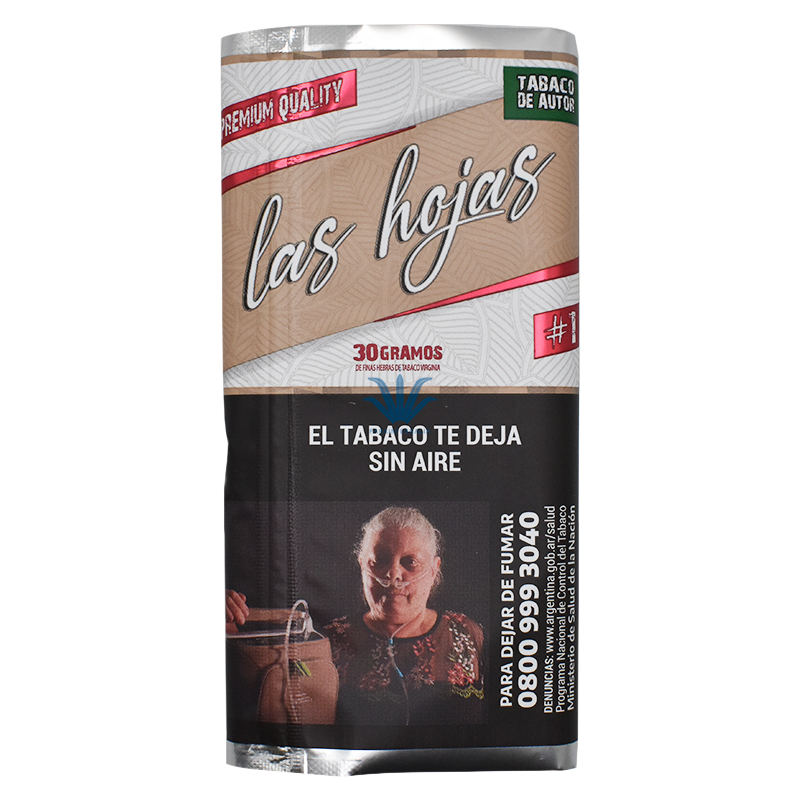 PREMIUM QUALITY
TABACO
DE AUTOR
las hojas
#1
30 GRAMOS
DE FINAS HEBRAS DE TABACO VIRGINIA
EL TABACO TE DEJA
SIN AIRE
PARA DEJAR DE FUMAR
0800 999 3040
DENUNCIAS: www.argentina.gob.ar/salud
Programa Nacional de Control del Tabaco
Ministerio de Salud de la Nación